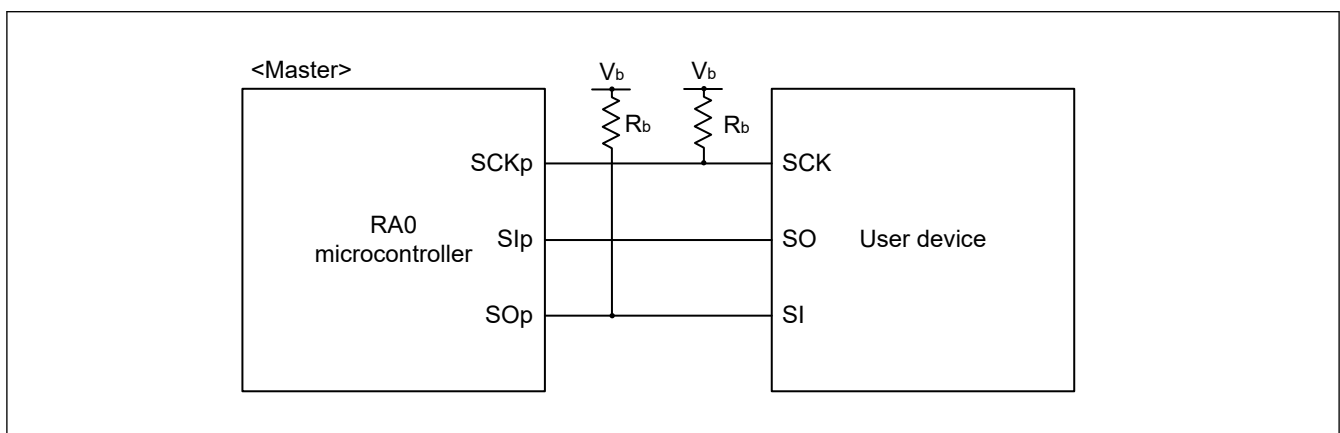 <Master>
Vb
Vb
Rb
Rb
SCKp
SCK
RA0
microcontroller
SIp
SO
User device
SOp
SI